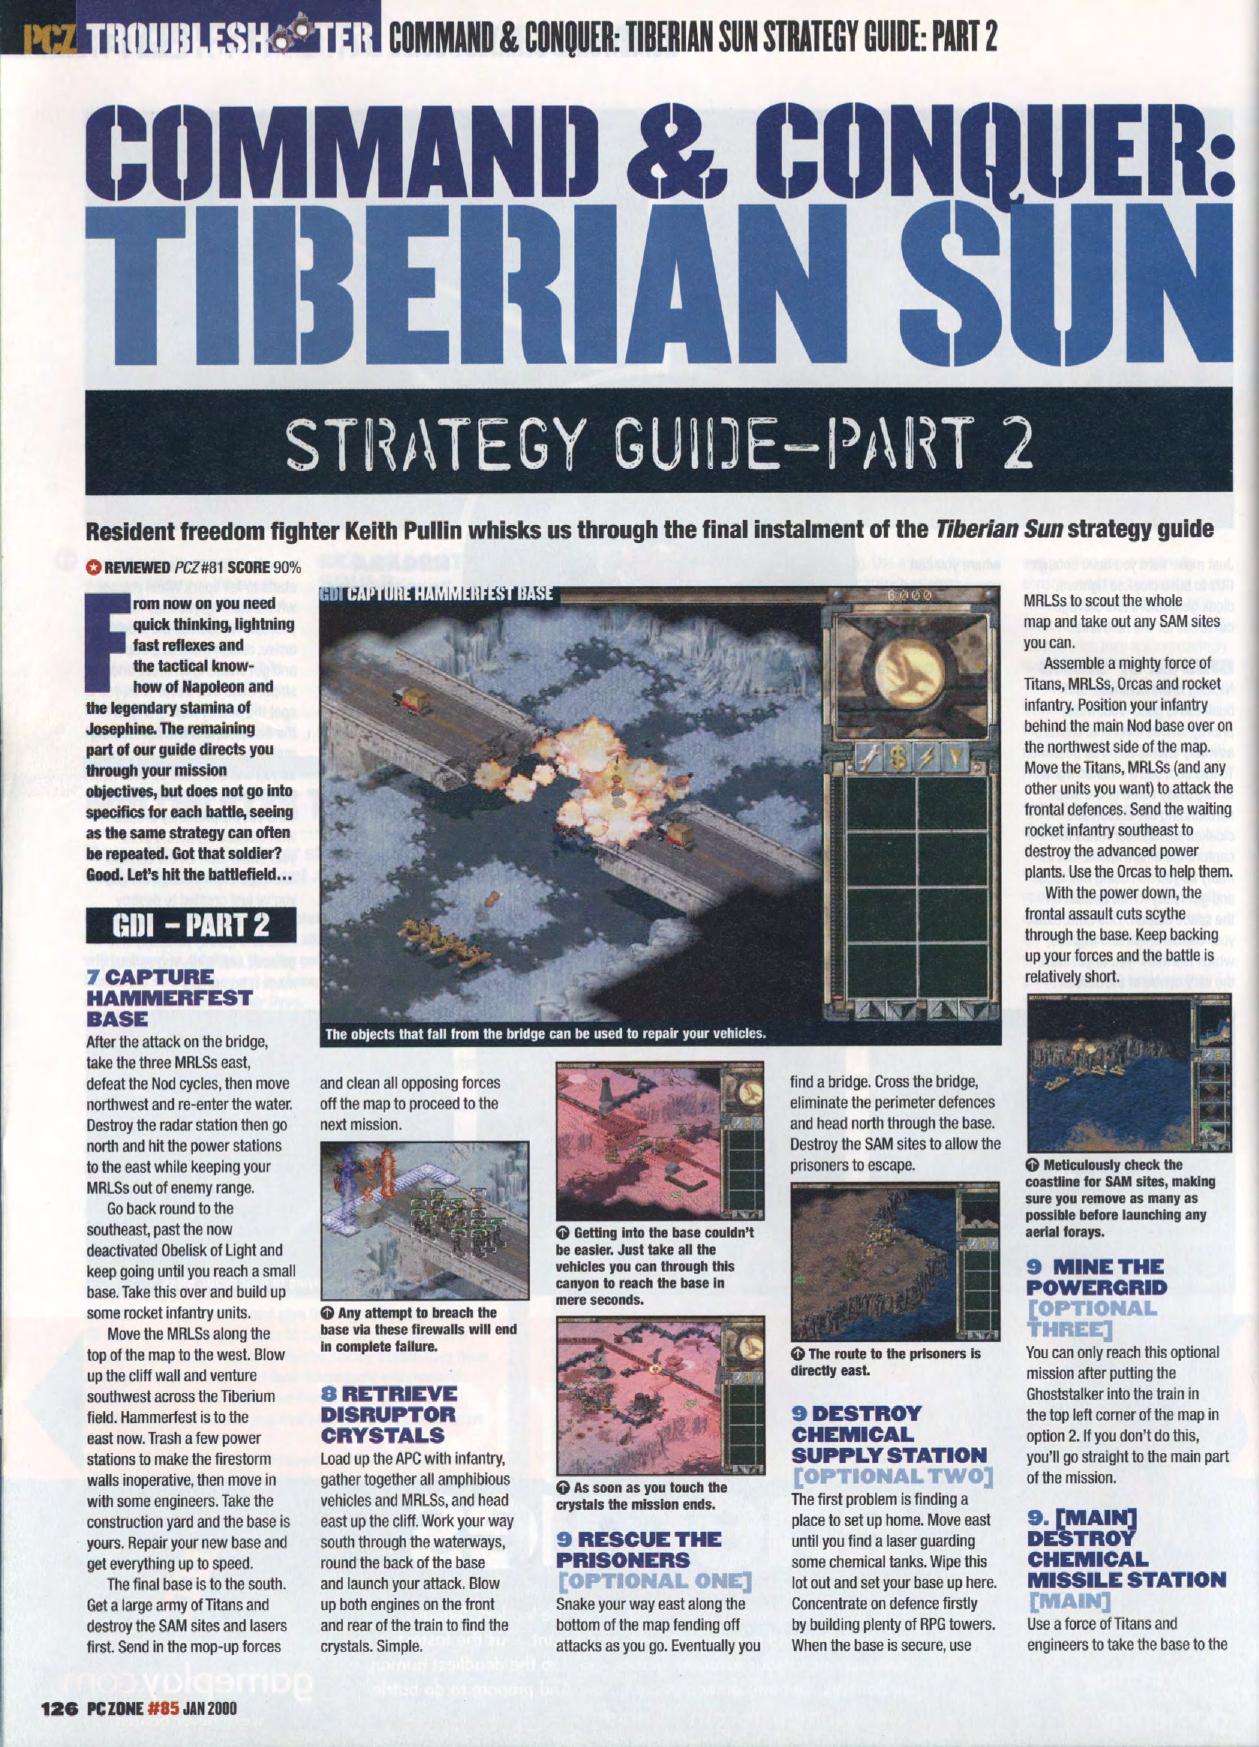 PCZ TROUBLESHOOTER COMMAND & CONQUER: TIBERIAN SUN STRATEGY GUIDE: PART 2
COMMAND & CONQUER:
TIBERIAN SUN
STRATEGY GUIDE–PART 2
Resident freedom fighter Keith Pullin whisks us through the final instalment of the Tiberian Sun strategy guide
REVIEWED PCZ #81 SCORE 90%
From now on you need
quick thinking, lightning
fast reflexes and
the tactical know-
how of Napoleon and
the legendary stamina of
Josephine. The remaining
part of our guide directs you
through your mission
objectives, but does not go into
specifics for each battle, seeing
as the same strategy can often
be repeated. Got that soldier?
Good. Let's hit the battlefield...
GDI – PART 2
7 CAPTURE
HAMMERFEST
BASE
After the attack on the bridge,
take the three MRLSs east,
defeat the Nod cycles, then move
northwest and re-enter the water.
Destroy the radar station then go
north and hit the power stations
to the east while keeping your
MRLSs out of enemy range.
Go back round to the
southeast, past the now
deactivated Obelisk of Light and
keep going until you reach a small
base. Take this over and build up
some rocket infantry units.
Move the MRLSs along the
top of the map to the west. Blow
up the cliff wall and venture
southwest across the Tiberium
field. Hammerfest is to the
east now. Trash a few power
stations to make the firestorm
walls inoperative, then move in
with some engineers. Take the
construction yard and the base is
yours. Repair your new base and
get everything up to speed.
The final base is to the south.
Get a large army of Titans and
destroy the SAM sites and lasers
first. Send in the mop-up forces
GDI CAPTURE HAMMERFEST BASE
6000
The objects that fall from the bridge can be used to repair your vehicles.
and clean all opposing forces
off the map to proceed to the
next mission.
Any attempt to breach the
base via these firewalls will end
in complete failure.
8 RETRIEVE
DISRUPTOR
CRYSTALS
Load up the APC with infantry,
gather together all amphibious
vehicles and MRLSs, and head
east up the cliff. Work your way
south through the waterways,
round the back of the base
and launch your attack. Blow
up both engines on the front
and rear of the train to find the
crystals. Simple.
Getting into the base couldn't
be easier. Just take all the
vehicles you can through this
canyon to reach the base in
mere seconds.
As soon as you touch the
crystals the mission ends.
9 RESCUE THE
PRISONERS
[OPTIONAL ONE]
Snake your way east along the
bottom of the map fending off
attacks as you go. Eventually you
find a bridge. Cross the bridge,
eliminate the perimeter defences
and head north through the base.
Destroy the SAM sites to allow the
prisoners to escape.
The route to the prisoners is
directly east.
9 DESTROY
CHEMICAL
SUPPLY STATION
[OPTIONAL TWO]
The first problem is finding a
place to set up home. Move east
until you find a laser guarding
some chemical tanks. Wipe this
lot out and set your base up here.
Concentrate on defence firstly
by building plenty of RPG towers.
When the base is secure, use
MRLSs to scout the whole
map and take out any SAM sites
you can.
Assemble a mighty force of
Titans, MRLSs, Orcas and rocket
infantry. Position your infantry
behind the main Nod base over on
the northwest side of the map.
Move the Titans, MRLSs (and any
other units you want) to attack the
frontal defences. Send the waiting
rocket infantry southeast to
destroy the advanced power
plants. Use the Orcas to help them.
With the power down, the
frontal assault cuts scythe
through the base. Keep backing
up your forces and the battle is
relatively short.
Meticulously check the
coastline for SAM sites, making
sure you remove as many as
possible before launching any
aerial forays.
9 MINE THE
POWERGRID
[OPTIONAL
THREE]
You can only reach this optional
mission after putting the
Ghoststalker into the train in
the top left corner of the map in
option 2. If you don't do this,
you'll go straight to the main part
of the mission.
9. [MAIN]
DESTROY
CHEMICAL
MISSILE STATION
[MAIN]
Use a force of Titans and
engineers to take the base to the
126 PC ZONE #85 JAN 2000